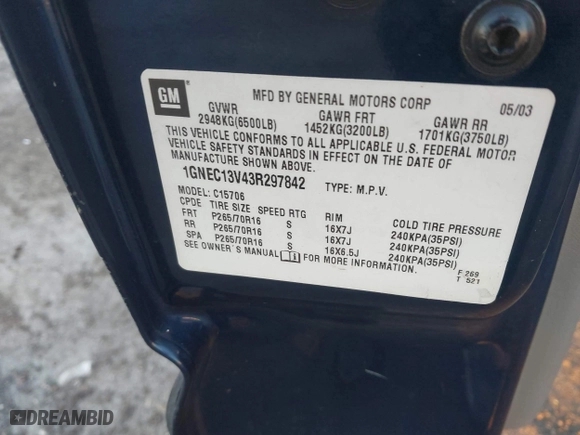 GM
MFD BY GENERAL MOTORS CORP 05/03
GVWR GAWR FRT GAWR RR
2948KG(6500LB) 1452KG(3200LB) 1701KG(3750LB)
THIS VEHICLE CONFORMS TO ALL APPLICABLE U.S. FEDERAL MOTOR
VEHICLE SAFETY STANDARDS IN EFFECT ON THE DATE OF
MANUFACTURE SHOWN ABOVE.
1GNEC13V43R297842 TYPE: M.P.V.
MODEL: C15706
CPDE TIRE SIZE SPEED RTG RIM COLD TIRE PRESSURE
FRT P265/70R16 S 16X7J 240KPA(35PSI)
RR P265/70R16 S 16X7J 240KPA(35PSI)
SPA P265/70R16 S 16X6.5J 240KPA(35PSI)
SEE OWNER'S MANUAL FOR MORE INFORMATION.
F 269
T 521
DREAMBID